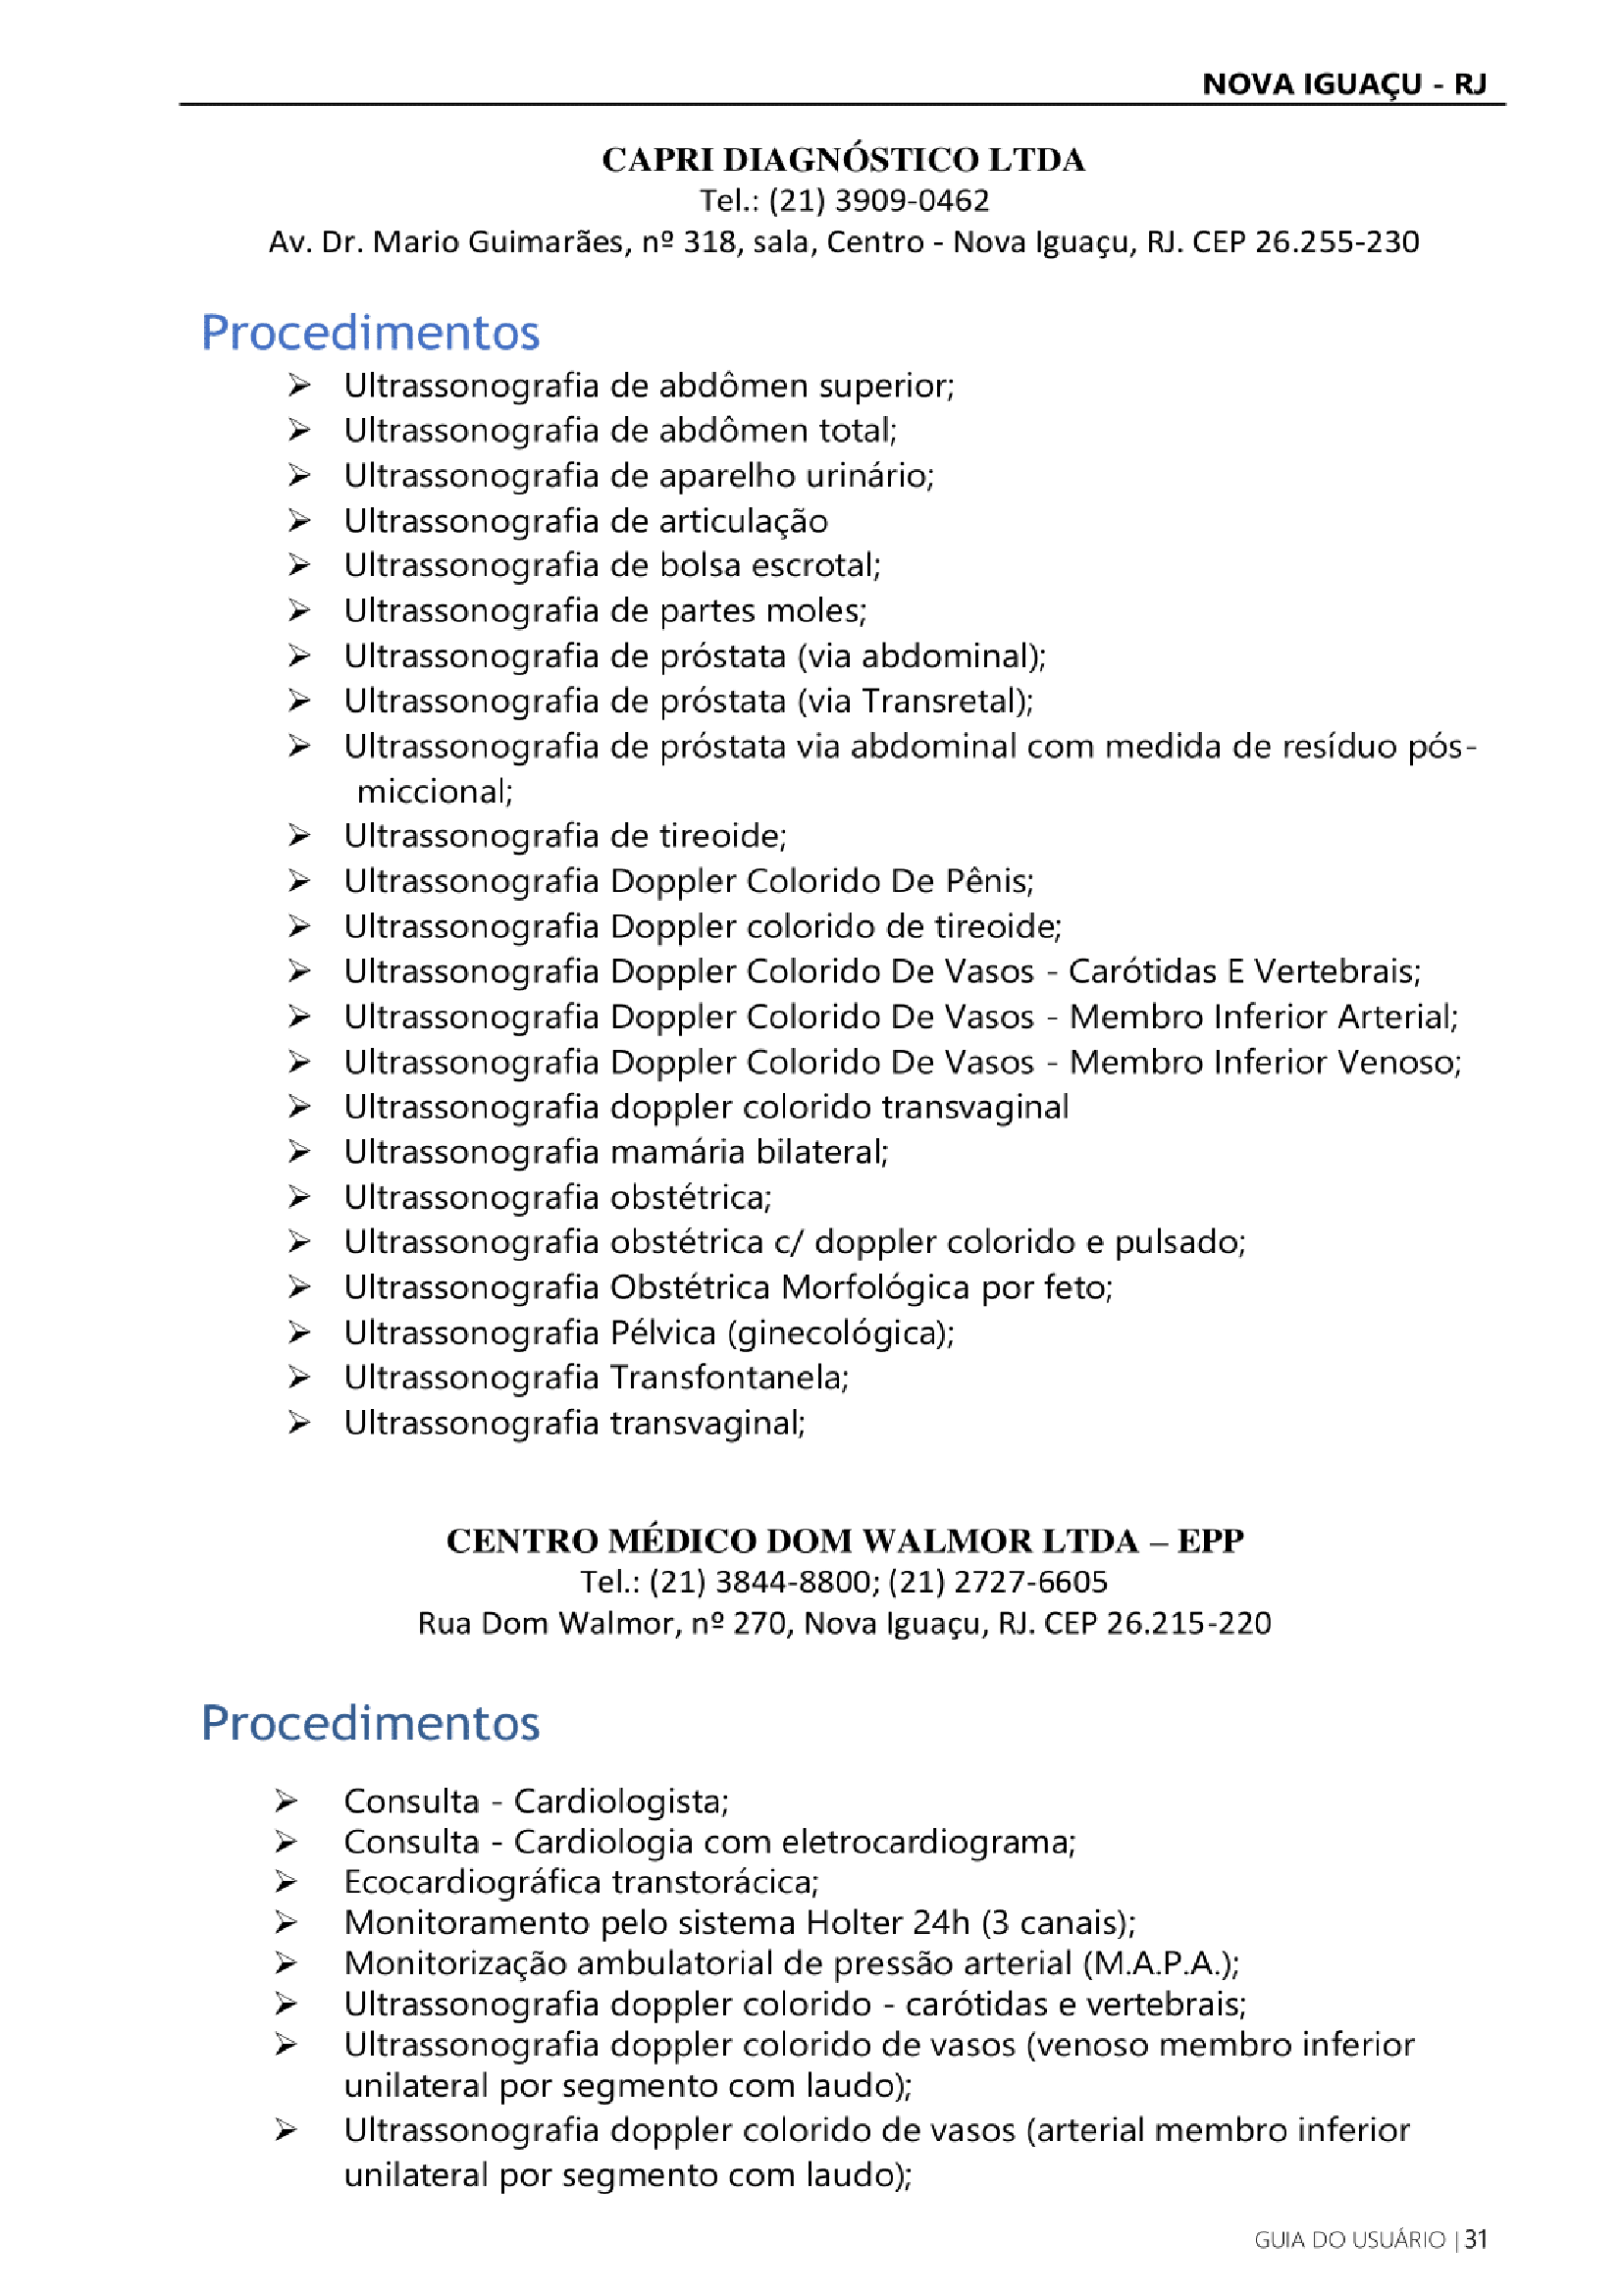 NOVA IGUAÇU - RJ
CAPRI DIAGNÓSTICO LTDA
Tel.: (21) 3909-0462
Av. Dr. Mario Guimarães, nº 318, sala, Centro - Nova Iguaçu, RJ. CEP 26.255-230
Procedimentos
➢ Ultrassonografia de abdômen superior;
➢ Ultrassonografia de abdômen total;
➢ Ultrassonografia de aparelho urinário;
➢ Ultrassonografia de articulação
➢ Ultrassonografia de bolsa escrotal;
➢ Ultrassonografia de partes moles;
➢ Ultrassonografia de próstata (via abdominal);
➢ Ultrassonografia de próstata (via Transretal);
➢ Ultrassonografia de próstata via abdominal com medida de resíduo pós-
miccional;
➢ Ultrassonografia de tireoide;
➢ Ultrassonografia Doppler Colorido De Pênis;
➢ Ultrassonografia Doppler colorido de tireoide;
➢ Ultrassonografia Doppler Colorido De Vasos - Carótidas E Vertebrais;
➢ Ultrassonografia Doppler Colorido De Vasos - Membro Inferior Arterial;
➢ Ultrassonografia Doppler Colorido De Vasos - Membro Inferior Venoso;
➢ Ultrassonografia doppler colorido transvaginal
➢ Ultrassonografia mamária bilateral;
➢ Ultrassonografia obstétrica;
➢ Ultrassonografia obstétrica c/ doppler colorido e pulsado;
➢ Ultrassonografia Obstétrica Morfológica por feto;
➢ Ultrassonografia Pélvica (ginecológica);
➢ Ultrassonografia Transfontanela;
➢ Ultrassonografia transvaginal;
CENTRO MÉDICO DOM WALMOR LTDA – EPP
Tel.: (21) 3844-8800; (21) 2727-6605
Rua Dom Walmor, nº 270, Nova Iguaçu, RJ. CEP 26.215-220
Procedimentos
➢ Consulta - Cardiologista;
➢ Consulta - Cardiologia com eletrocardiograma;
➢ Ecocardiográfica transtorácica;
➢ Monitoramento pelo sistema Holter 24h (3 canais);
➢ Monitorização ambulatorial de pressão arterial (M.A.P.A.);
➢ Ultrassonografia doppler colorido - carótidas e vertebrais;
➢ Ultrassonografia doppler colorido de vasos (venoso membro inferior
unilateral por segmento com laudo);
➢ Ultrassonografia doppler colorido de vasos (arterial membro inferior
unilateral por segmento com laudo);
GUIA DO USUÁRIO | 31